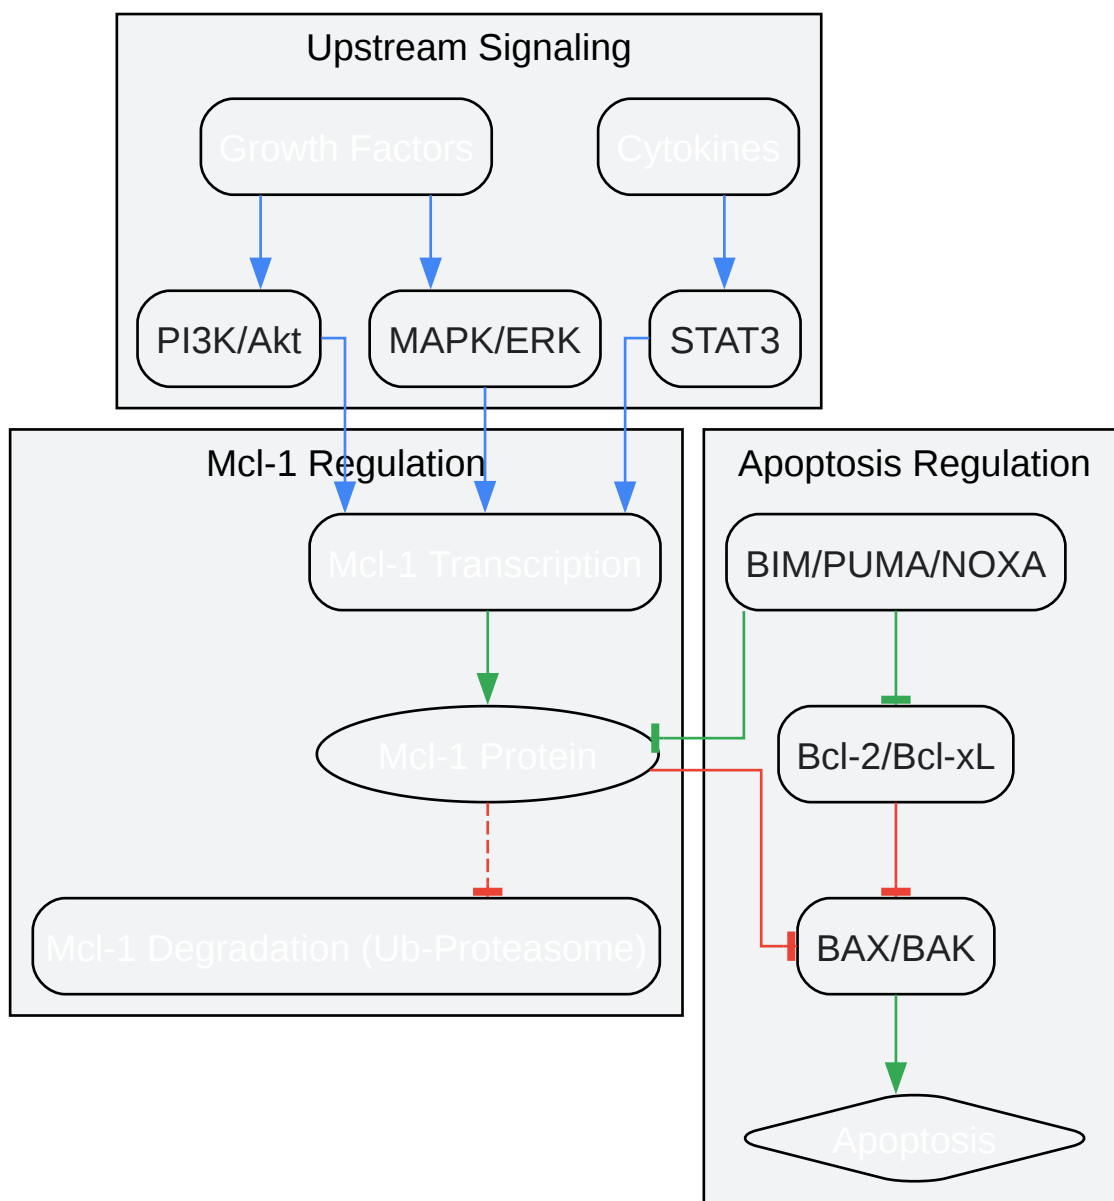 Upstream Signaling
Growth Factors
Cytokines
PI3K/Akt
MAPK/ERK
STAT3
Mcl-1 Regulation
Apoptosis Regulation
Mcl-1 Transcription
BIM/PUMA/NOXA
Mcl-1 Protein
Bcl-2/Bcl-xL
Mcl-1 Degradation (Ub-Proteasome)
BAX/BAK
Apoptosis